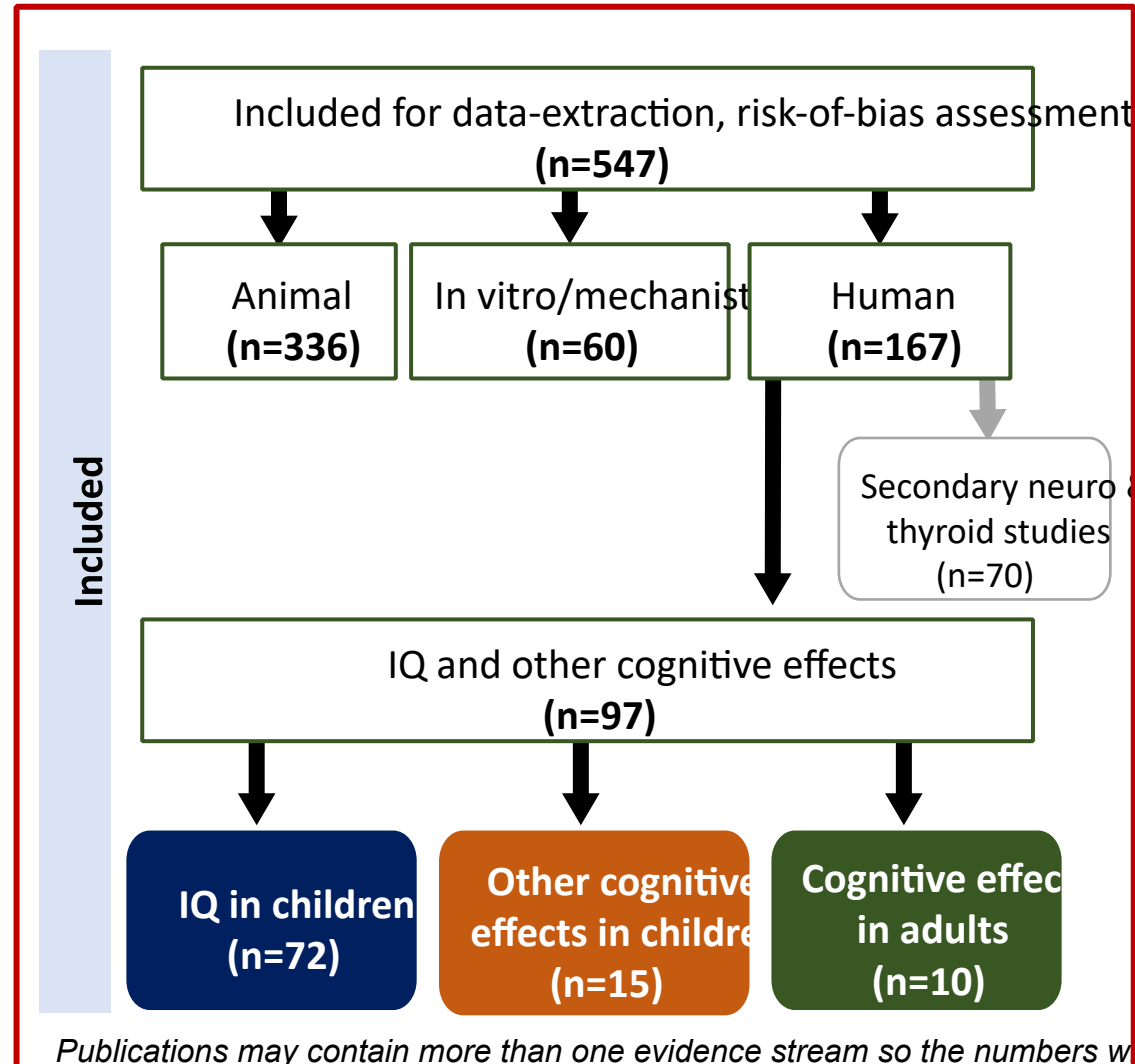 Included for data-extraction, risk-of-bias assessment
(n=547)
Animal
(n=336)
In vitro/mechanist
(n=60)
Human
(n=167)
Secondary neuro &
thyroid studies
(n=70)
Included
IQ and other cognitive effects
(n=97)
IQ in children
(n=72)
Other cognitive
effects in childre
(n=15)
Cognitive effec
in adults
(n=10)
Publications may contain more than one evidence stream so the numbers w